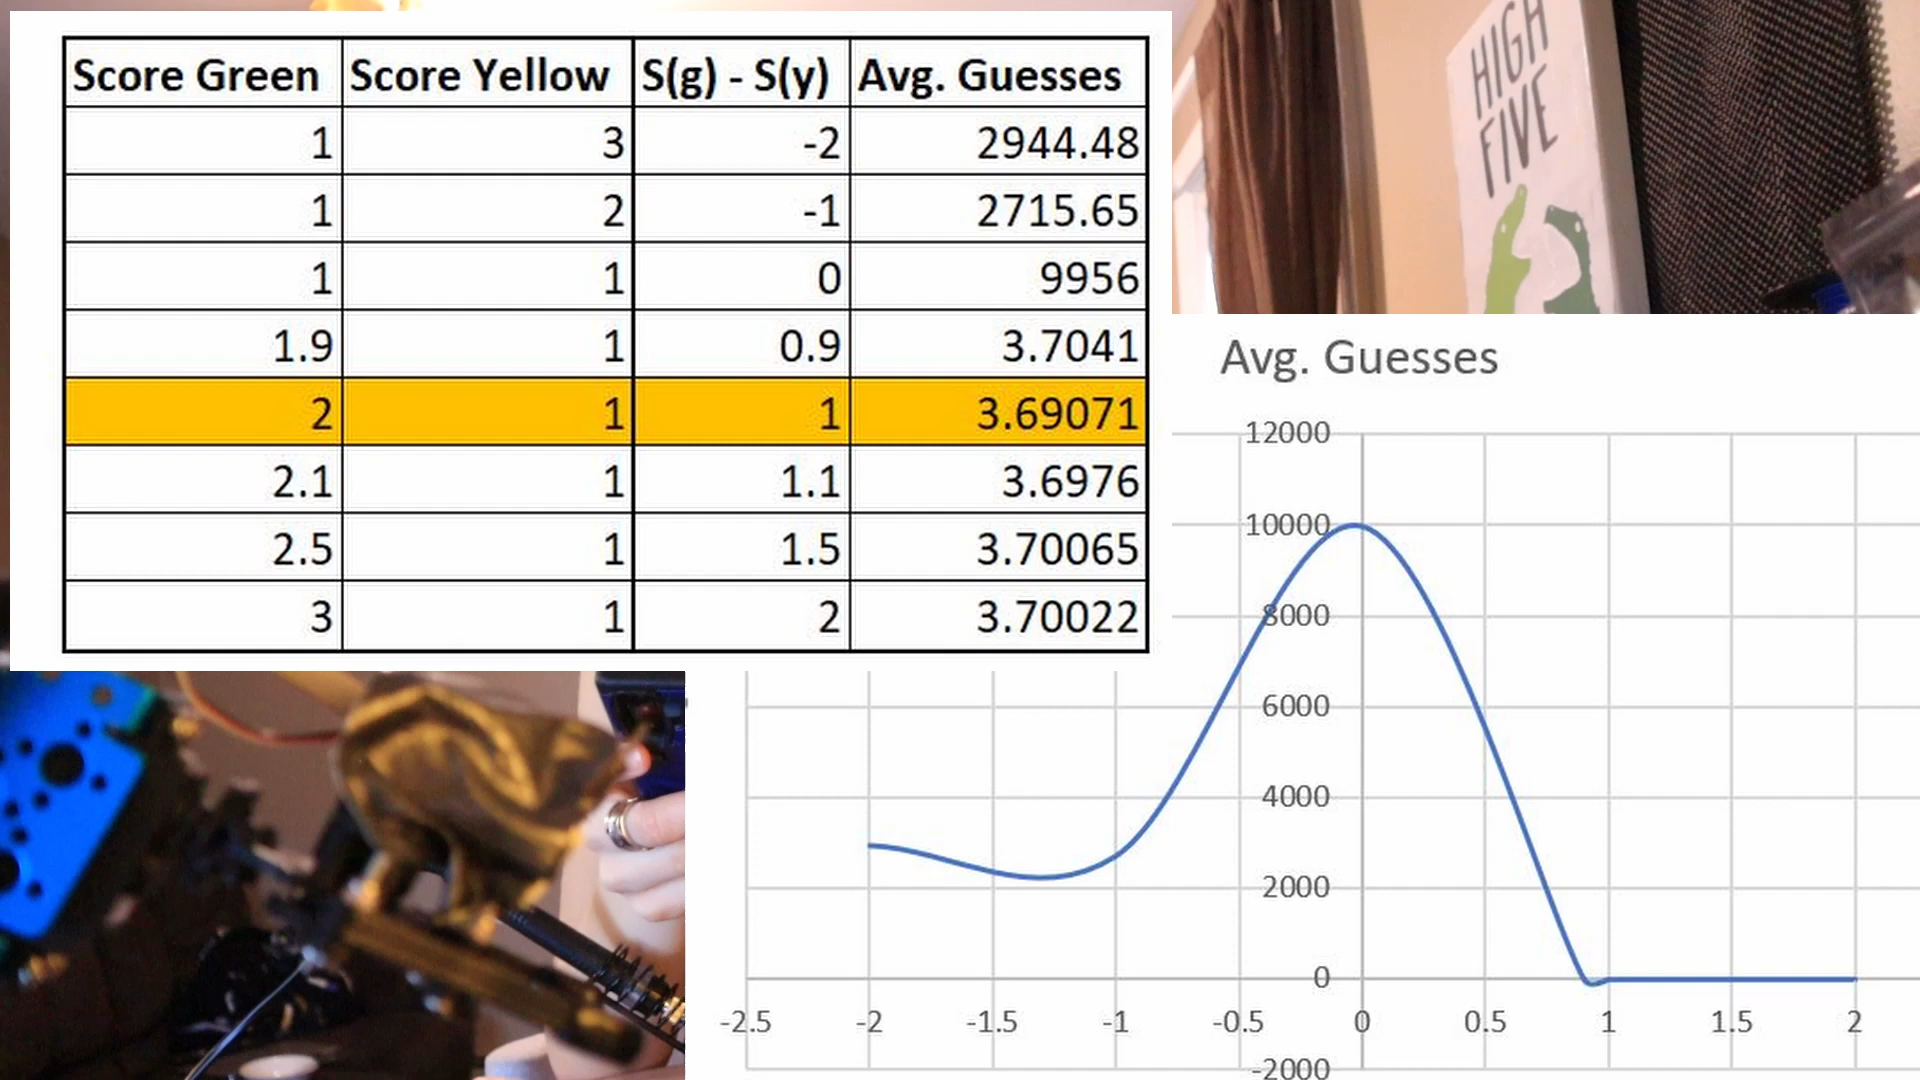 Score Green Score Yellow S(g) - S(y) Avg. Guesses
1 3 -2 2944.48
1 2 -1 2715.65
1 1 0 9956
1.9 1 0.9 3.7041
2 1 1 3.69071
2.1 1 1.1 3.6976
2.5 1 1.5 3.70065
3 1 2 3.70022
HIGH
FIVE
Avg. Guesses
12000
10000
8000
6000
4000
2000
0
-2.5 -2 -1.5 -1 -0.5 0 0.5 1 1.5 2
-2000